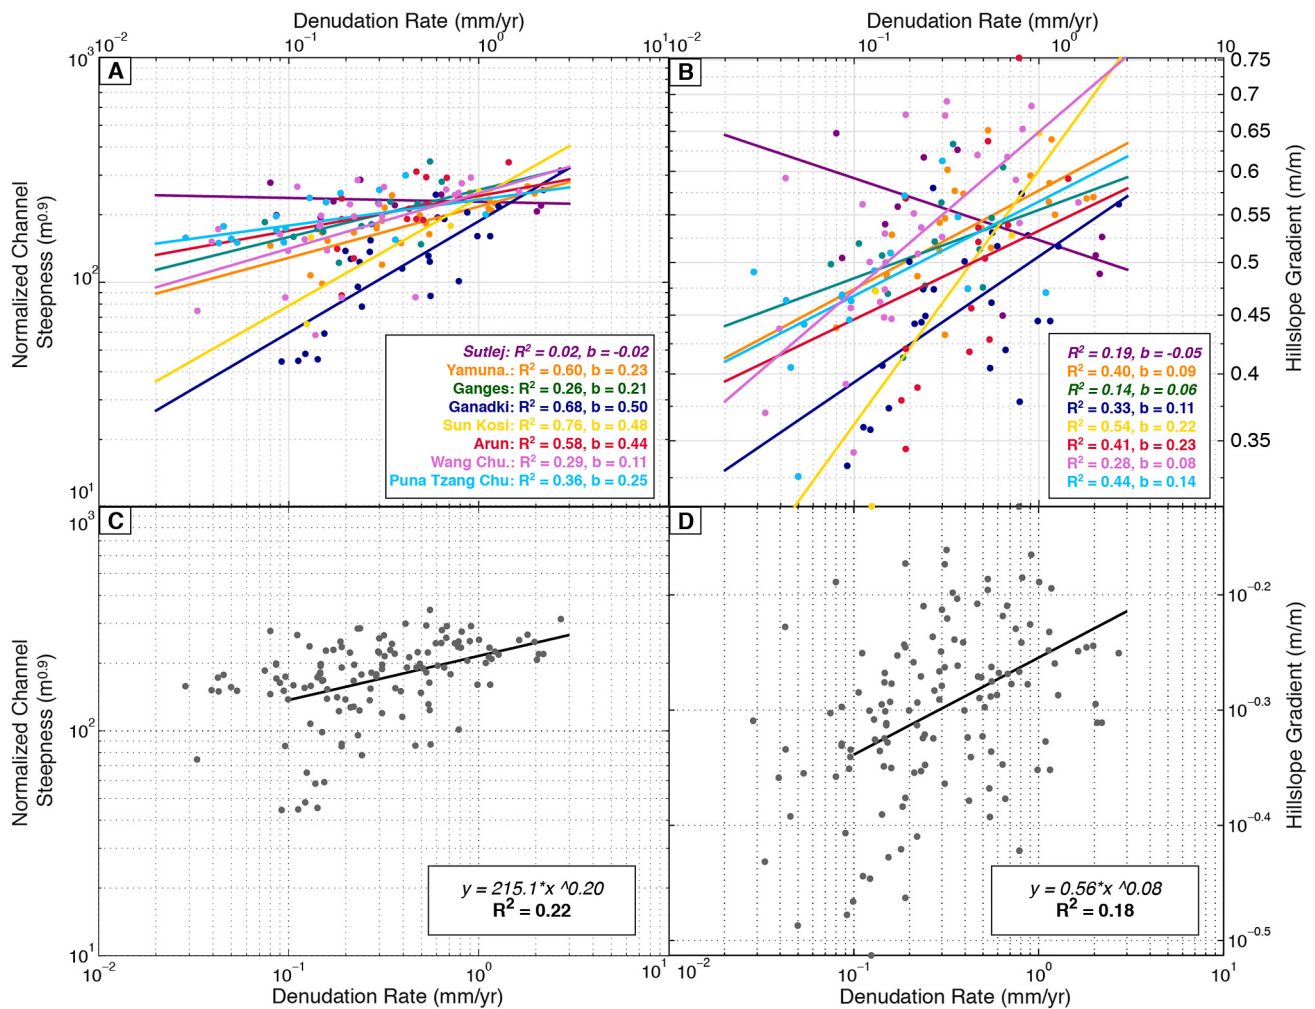 Denudation Rate (mm/yr)
Denudation Rate (mm/yr)
10⁻² 10⁻¹ 10⁰ 10¹
10⁻² 10⁻¹ 10⁰ 10
A
B
10³
10²
10¹
Normalized Channel
Steepness (m⁰·⁹)
Sutlej: R² = 0.02, b = -0.02
Yamuna.: R² = 0.60, b = 0.23
Ganges: R² = 0.26, b = 0.21
Ganadki: R² = 0.68, b = 0.50
Sun Kosi: R² = 0.76, b = 0.48
Arun: R² = 0.58, b = 0.44
Wang Chu.: R² = 0.29, b = 0.11
Puna Tzang Chu: R² = 0.36, b = 0.25
0.75
0.7
0.65
0.6
0.55
0.5
0.45
0.4
0.35
Hillslope Gradient (m/m)
R² = 0.19, b = -0.05
R² = 0.40, b = 0.09
R² = 0.14, b = 0.06
R² = 0.33, b = 0.11
R² = 0.54, b = 0.22
R² = 0.41, b = 0.23
R² = 0.28, b = 0.08
R² = 0.44, b = 0.14
C
D
10³
10²
10¹
Normalized Channel
Steepness (m⁰·⁹)
y = 215.1*x ^0.20
R² = 0.22
10⁻⁰·²
10⁻⁰·³
10⁻⁰·⁴
10⁻⁰·⁵
Hillslope Gradient (m/m)
y = 0.56*x ^0.08
R² = 0.18
10⁻² 10⁻¹ 10⁰ 10¹
10⁻² 10⁻¹ 10⁰ 10¹
Denudation Rate (mm/yr)
Denudation Rate (mm/yr)